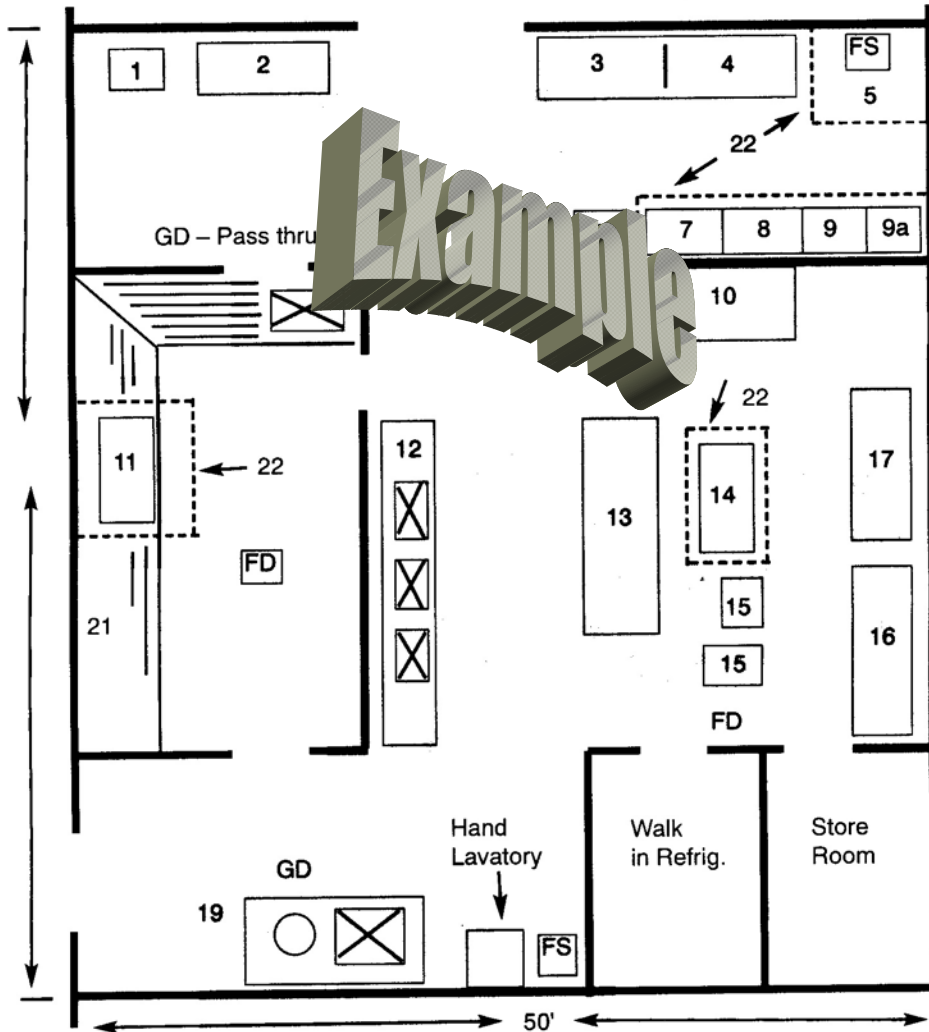 1
2
3
4
FS
5
22
Example
GD – Pass thru
7
8
9
9a
10
22
11
22
12
13
14
17
FD
15
15
16
21
FD
Hand
Lavatory
Walk
in Refrig.
Store
Room
GD
19
FS
50'